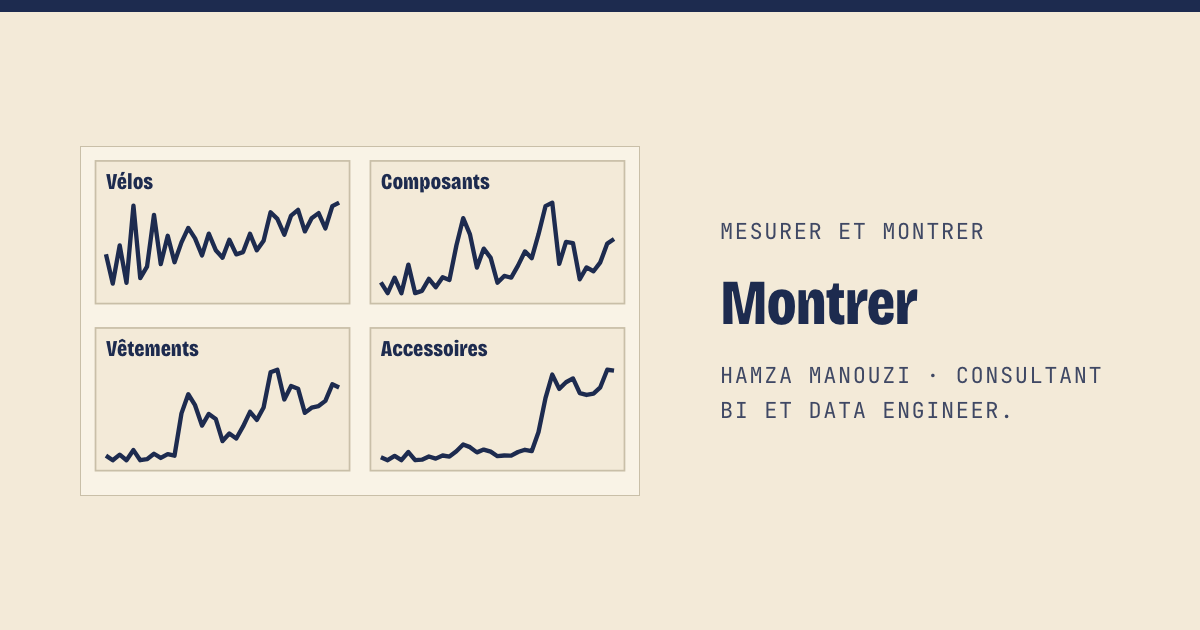 Vélos
Composants
Vêtements
Accessoires
MESURER ET MONTRER
Montrer
HAMZA MANOUZI · CONSULTANT
BI ET DATA ENGINEER.